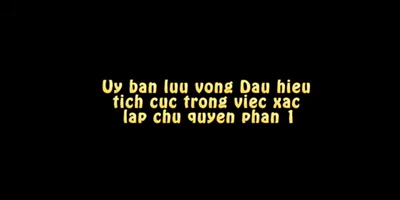 Uy ban luu vong Dau hieu
tich cuc trong viec xac
lap chu quyen phan 1